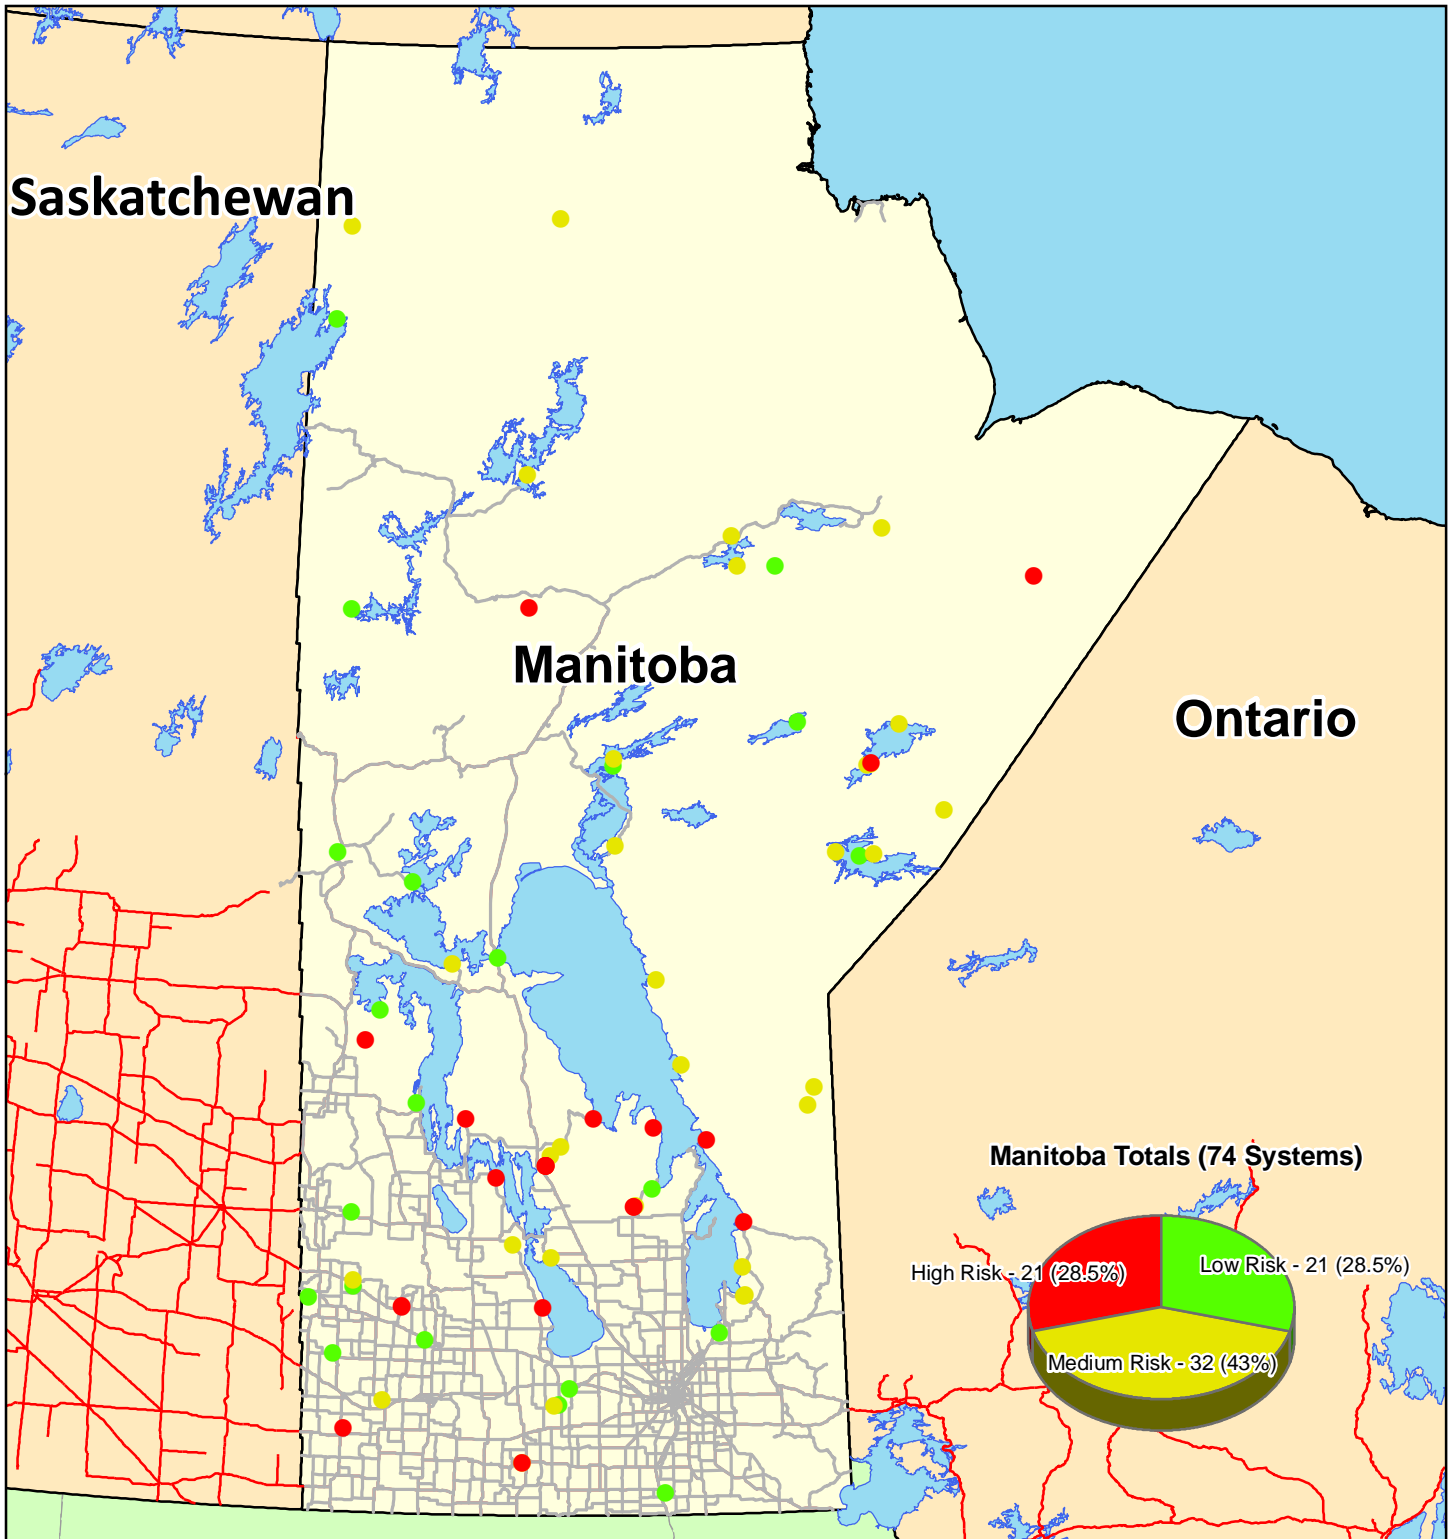 Saskatchewan
Manitoba
Ontario
Manitoba Totals (74 Systems)
High Risk - 21 (28.5%)
Low Risk - 21 (28.5%)
Medium Risk - 32 (43%)